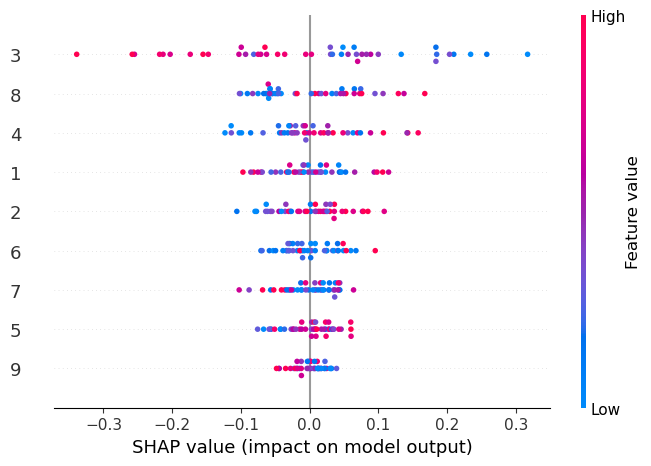 High
3
8
4
1
2
6
7
5
9
Feature value
Low
−0.3 −0.2 −0.1 0.0 0.1 0.2 0.3
SHAP value (impact on model output)